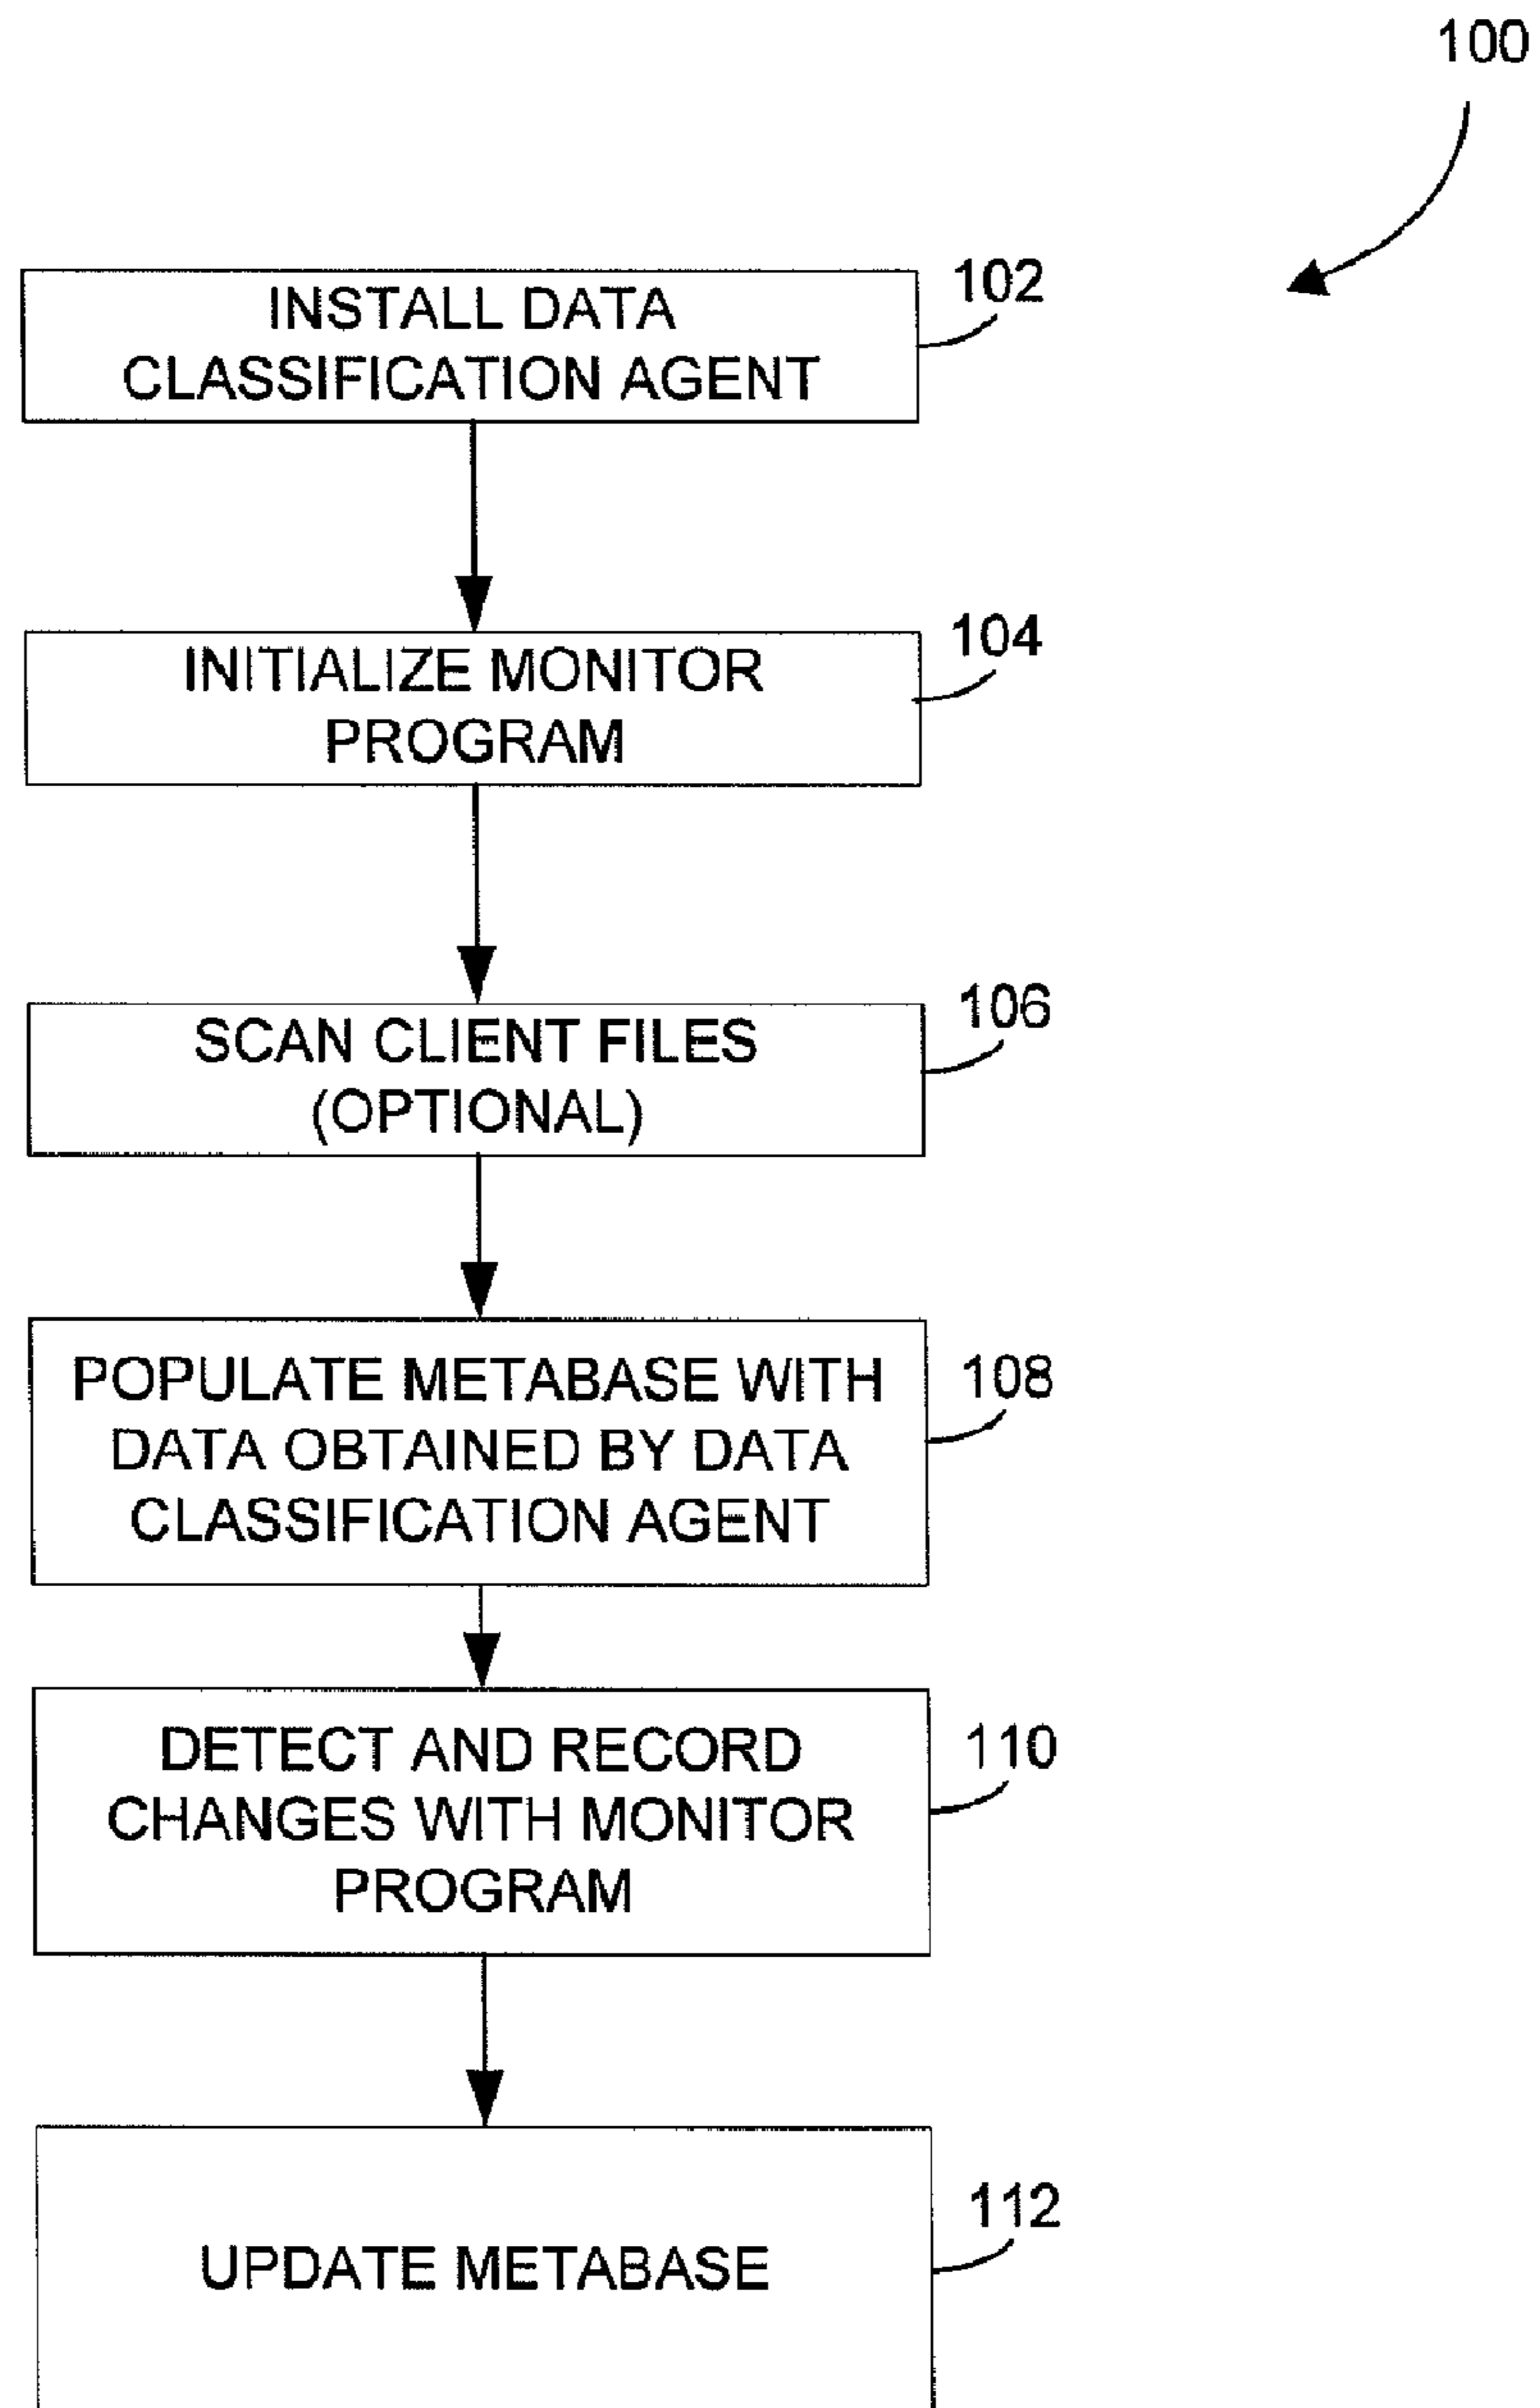 100
INSTALL DATA
CLASSIFICATION AGENT
102
INITIALIZE MONITOR
PROGRAM
104
SCAN CLIENT FILES
(OPTIONAL)
106
POPULATE METABASE WITH
DATA OBTAINED BY DATA
CLASSIFICATION AGENT
108
DETECT AND RECORD
CHANGES WITH MONITOR
PROGRAM
110
UPDATE METABASE
112